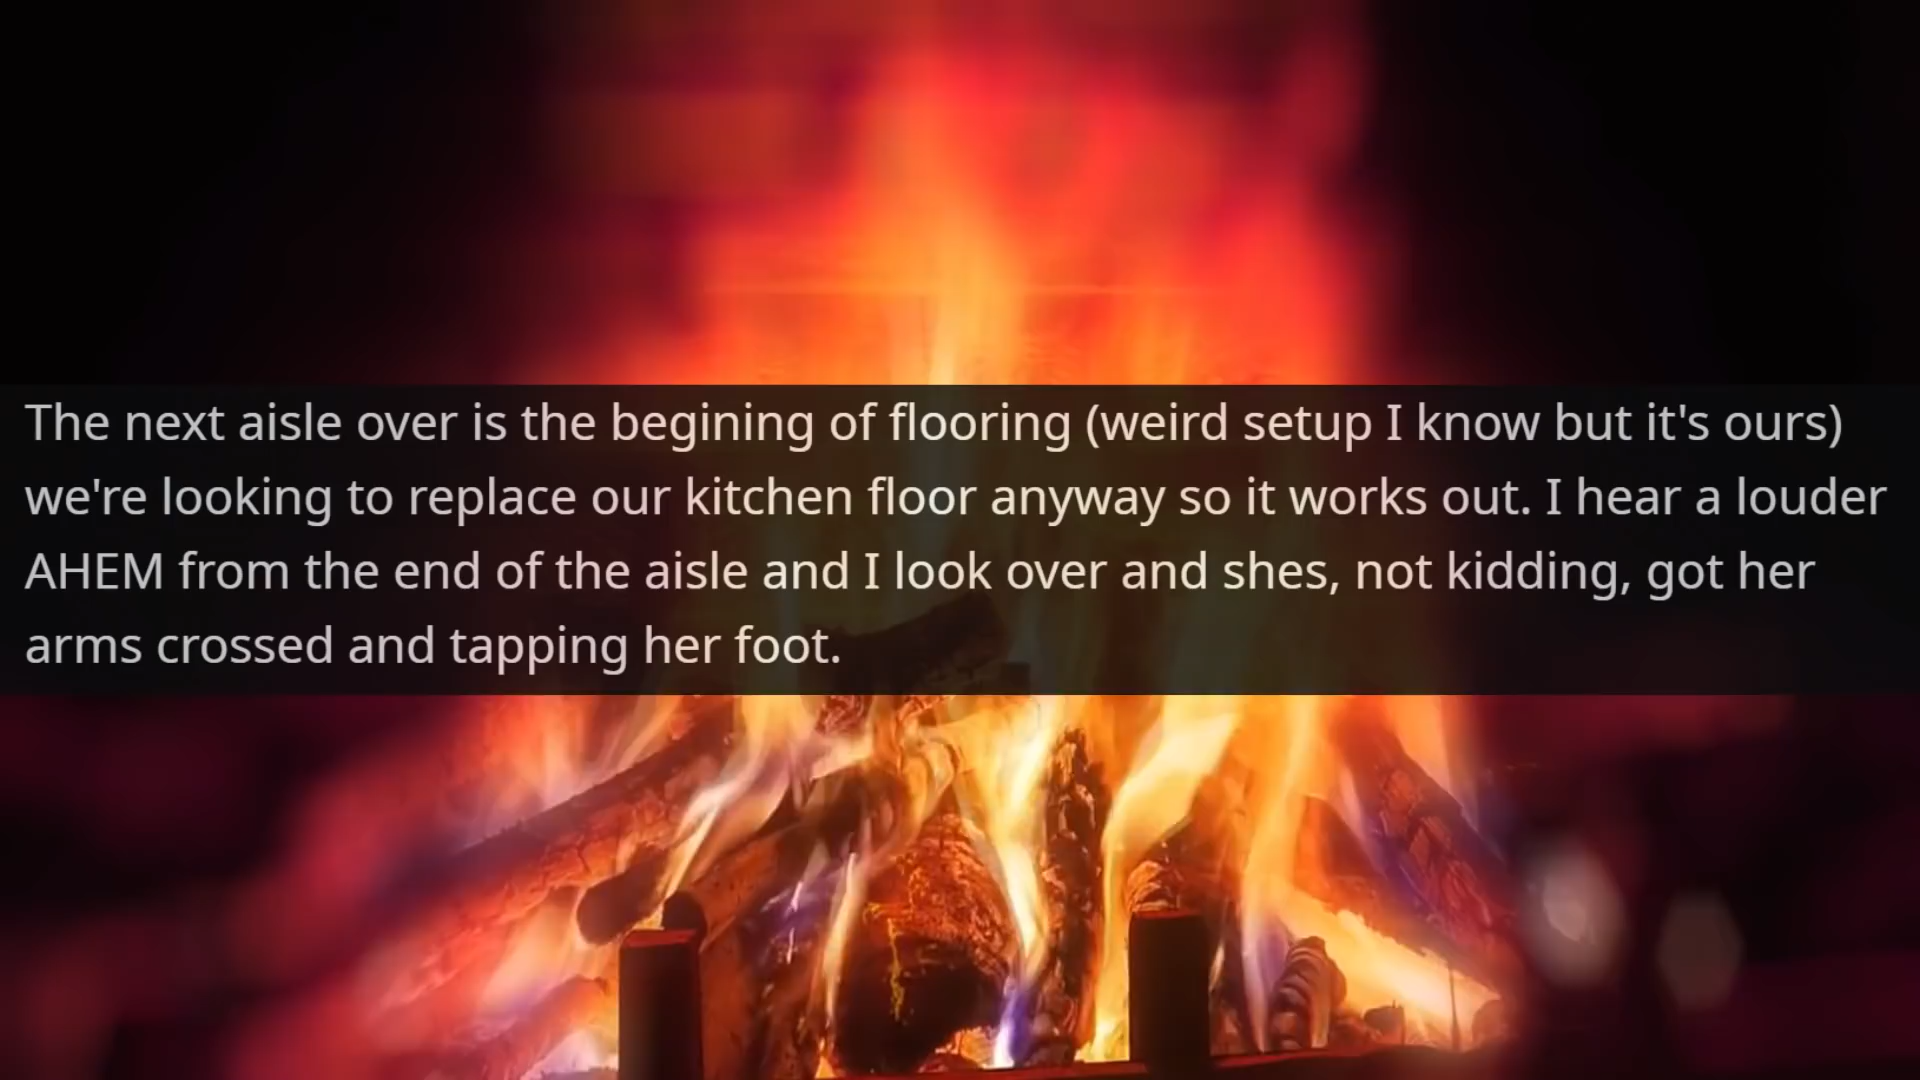 The next aisle over is the begining of flooring (weird setup I know but it's ours)
we're looking to replace our kitchen floor anyway so it works out. I hear a louder
AHEM from the end of the aisle and I look over and shes, not kidding, got her
arms crossed and tapping her foot.